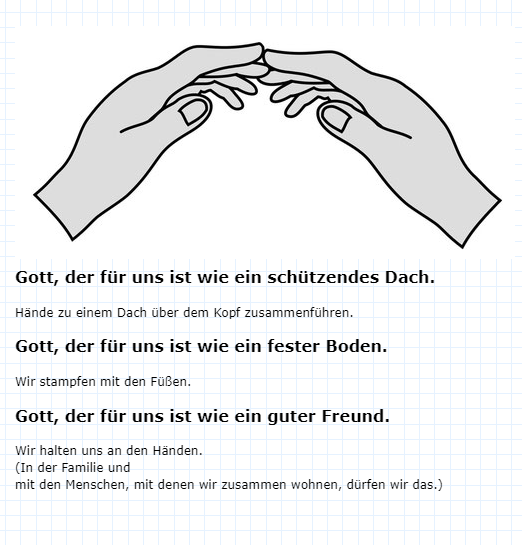 Gott, der für uns ist wie ein schützendes Dach.
Hände zu einem Dach über dem Kopf zusammenführen.
Gott, der für uns ist wie ein fester Boden.
Wir stampfen mit den Füßen.
Gott, der für uns ist wie ein guter Freund.
Wir halten uns an den Händen.
(In der Familie und
mit den Menschen, mit denen wir zusammen wohnen, dürfen wir das.)